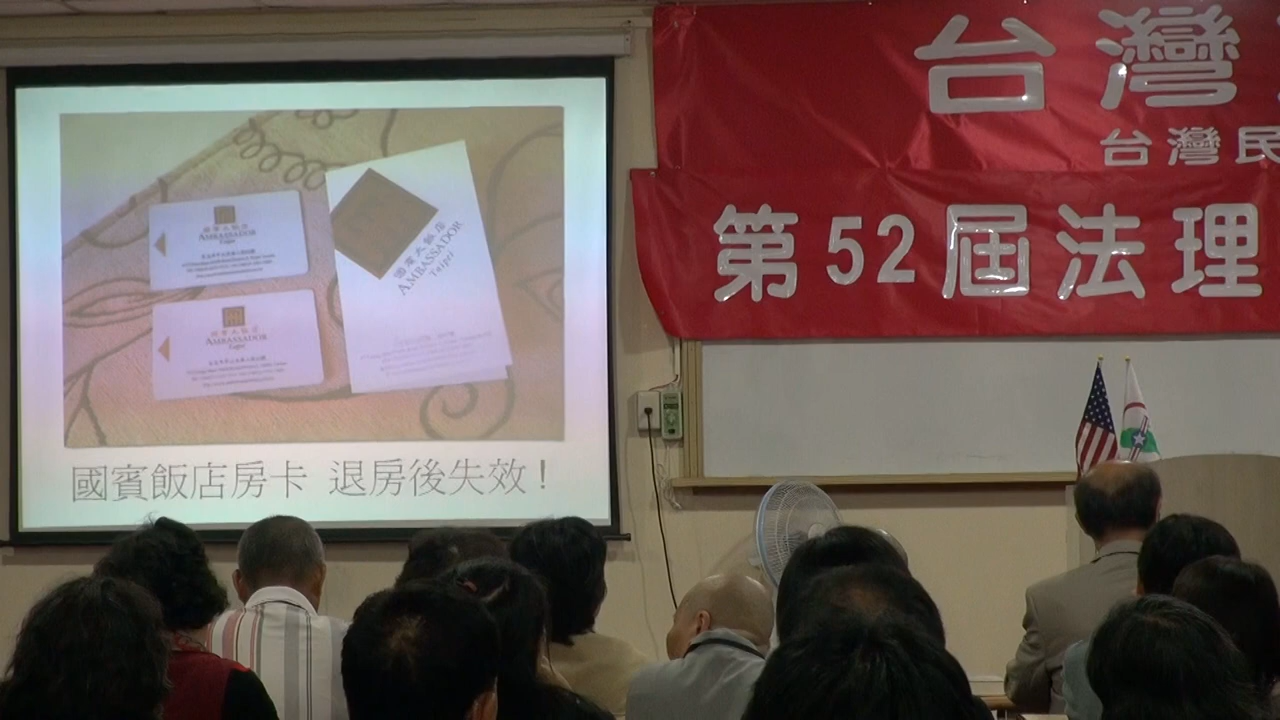 國賓大飯店
AMBASSADOR
Taipei
國賓大飯店
AMBASSADOR
Taipei
國賓大飯店
AMBASSADOR
Taipei
國賓飯店房卡 退房後失效！
台灣
台灣民
第52屆法理